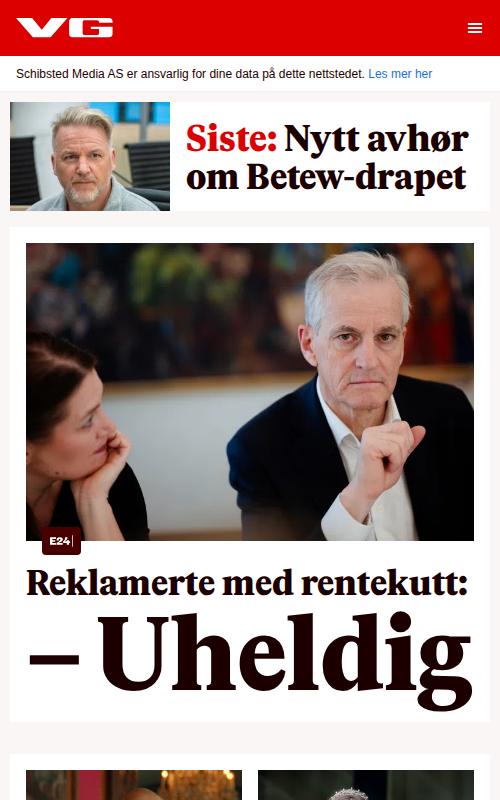 VG
Schibsted Media AS er ansvarlig for dine data på dette nettstedet. Les mer her
Siste: Nytt avhør
om Betew-drapet
E24
Reklamerte med rentekutt:
– Uheldig